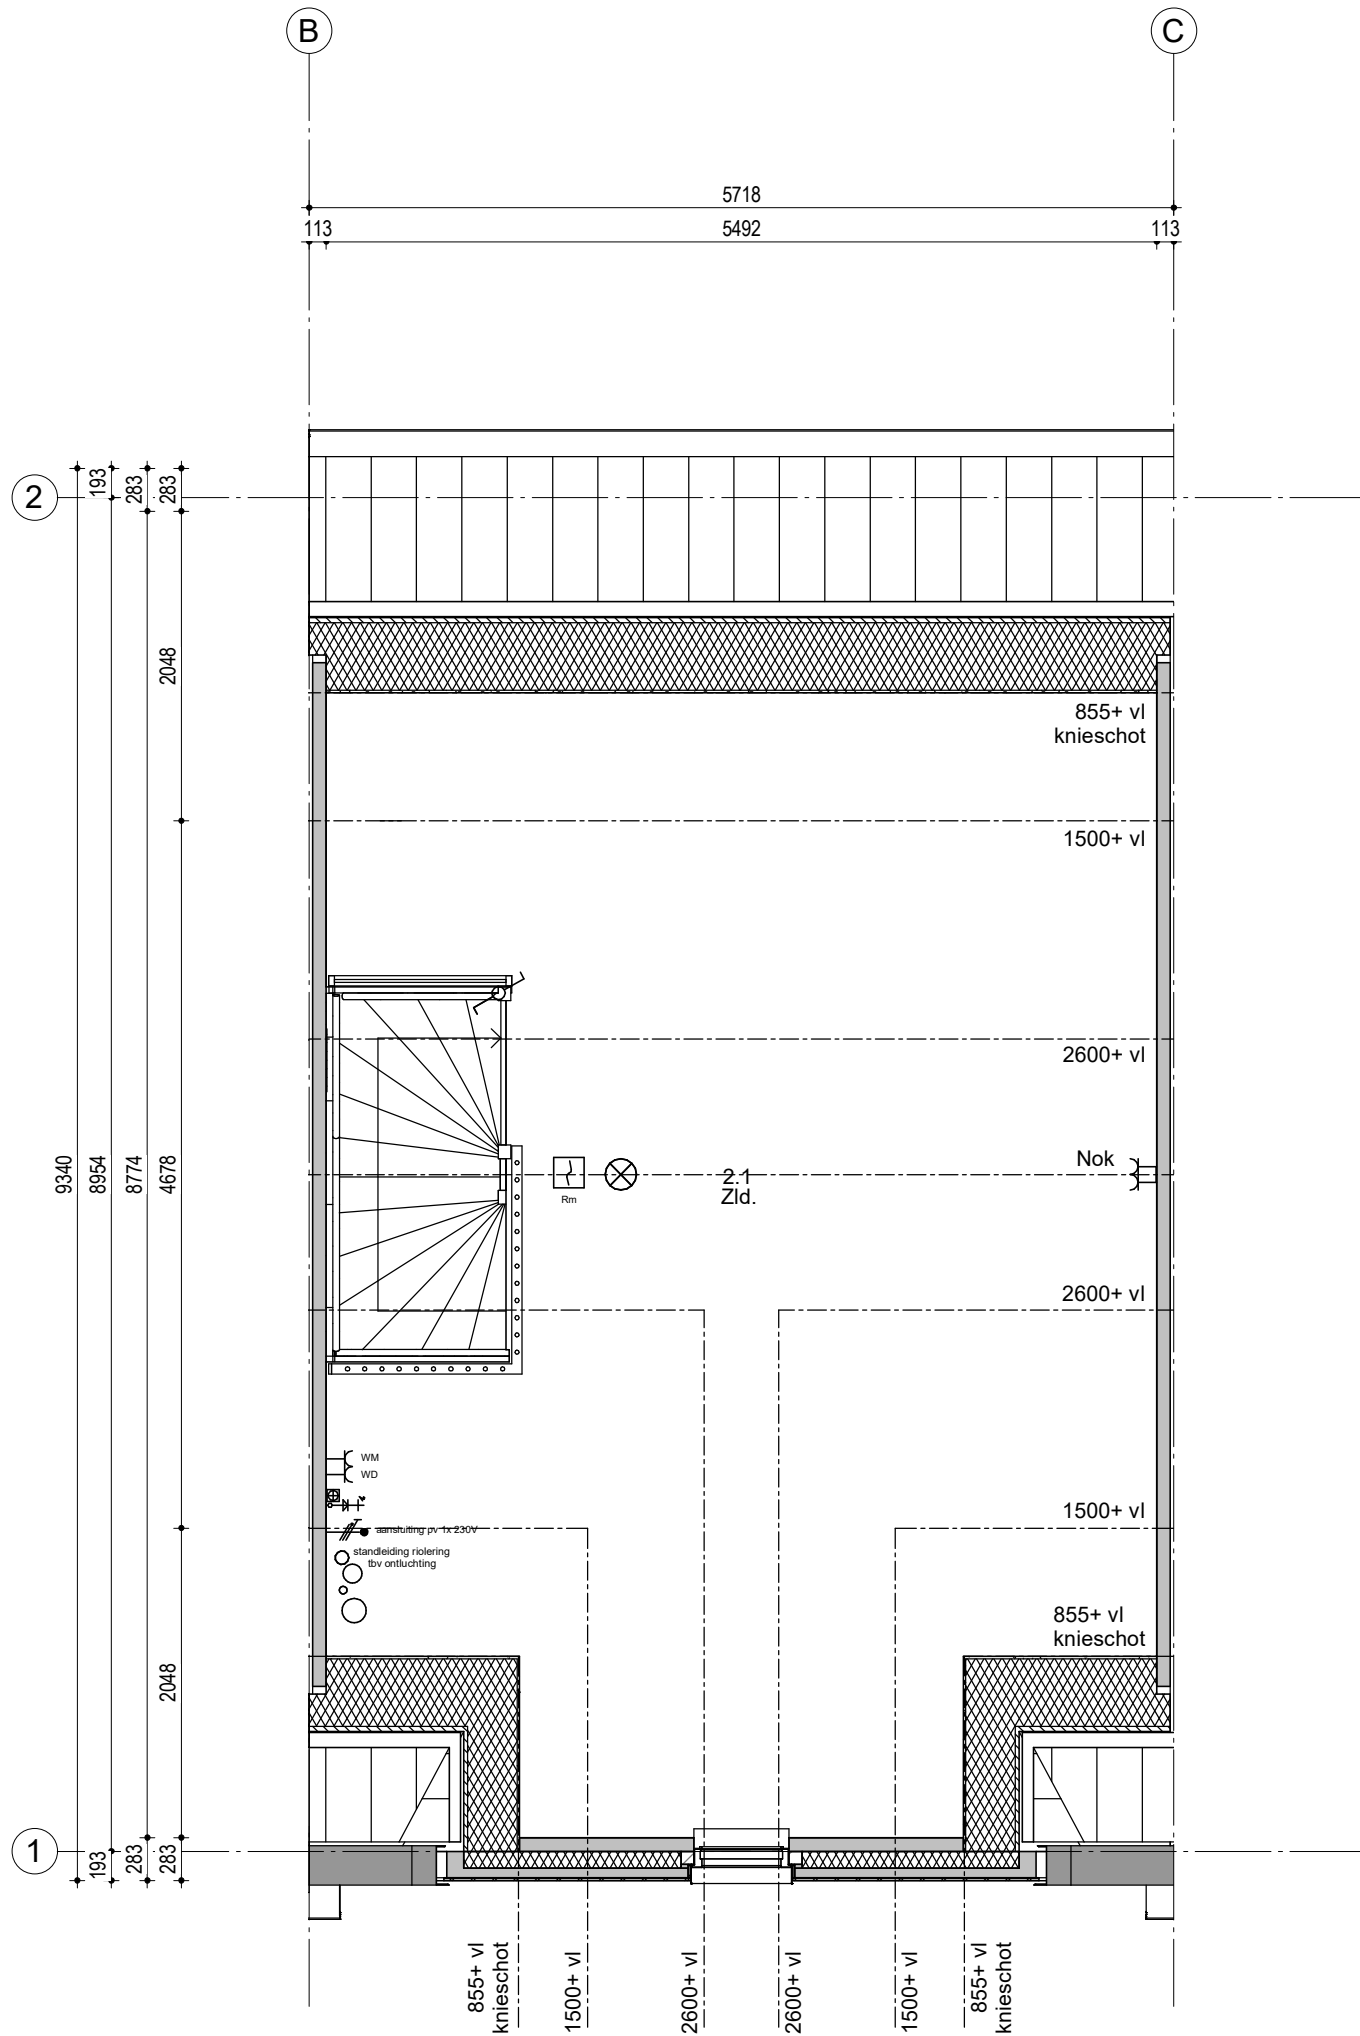 B
C
5718
113
5492
113
2
193
283
283
855+ vl
knieschot
2048
1500+ vl
2600+ vl
9340
8954
8774
4678
Nok
2.1
Zld.
Rm
2600+ vl
WM
WD
1500+ vl
aansluiting pv 1x 230V
standleiding riolering
tbv ontluchting
855+ vl
knieschot
2048
1
193
283
283
855+ vl
knieschot
1500+ vl
2600+ vl
2600+ vl
1500+ vl
855+ vl
knieschot